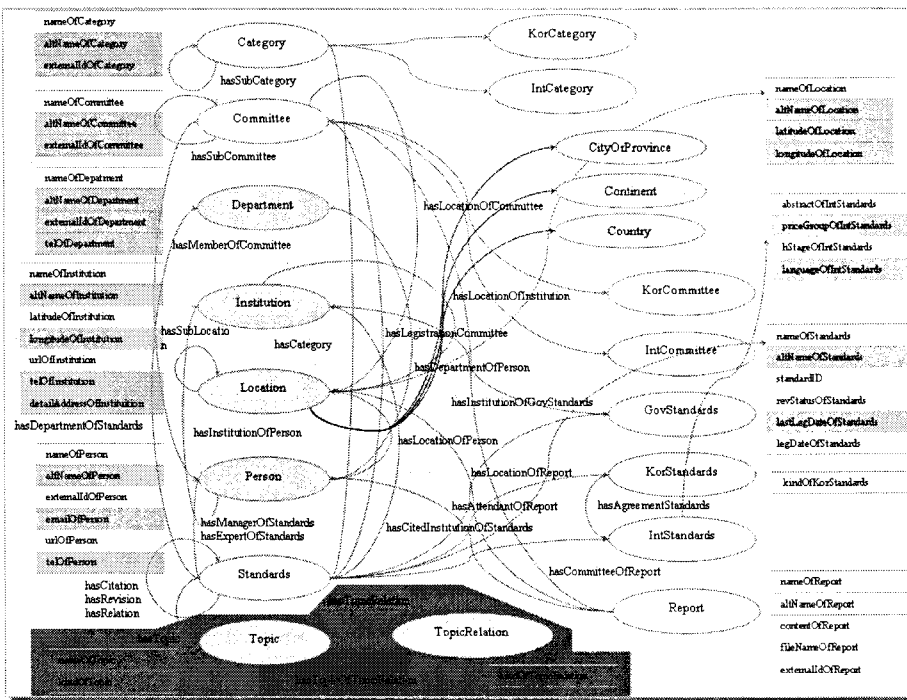 nameOfCategory
altNameOfCategory
externalIdOfCategory
Category
hasSubCategory
KorCategory
IntCategory
nameOfCommittee
altNameOfCommittee
externalIdOfCommittee
Committee
hasSubCommittee
nameOfLocation
altNameOfLocation
latitudeOfLocation
longitudeOfLocation
CityOrProvince
Continent
Country
hasLocationOfCommittee
nameOfDepatment
altNameOfDepartment
externalIdOfDepartment
telOfDepartment
Department
hasMemberOfCommittee
abstractOfIntStandards
priceGroupOfIntStandards
hStageOfIntStandards
languageOfIntStandards
nameOfInstitution
altNameOfInstitution
latitudeOfInstitution
longitudeOfInstitution
urlOfInstitution
telOfInstitution
detailAddressOfInstitution
hasDepartmentOfStandards
Institution
hasSubLocatio
n
hasCategory
hasLocationOfInstitution
hasLegistrationCommittee
hasDepartmentOfPerson
KorCommittee
IntCommittee
Location
hasInstitutionOfPerson
hasInstitutionOfGovStandards
GovStandards
hasLocationOfPerson
nameOfStandards
altNameOfStandards
standardID
revStatusOfStandards
lastLegDateOfStandards
legDateOfStandards
kindOfKorStandards
nameOfPerson
altNameOfPerson
externalIdOfPerson
emailOfPerson
urlOfPerson
telOfPerson
Person
hasManagerOfStandards
hasExpertOfStandards
hasLocationOfReport
hasAttendantOfReport
hasCitedInstitutionOfStandards
KorStandards
hasAgreementStandards
IntStandards
hasCitation
hasRevision
hasRelation
Standards
hasCommitteeOfReport
Report
nameOfReport
altNameOfReport
contentOfReport
fileNameOfReport
externalIdOfReport
Topic
TopicRelation